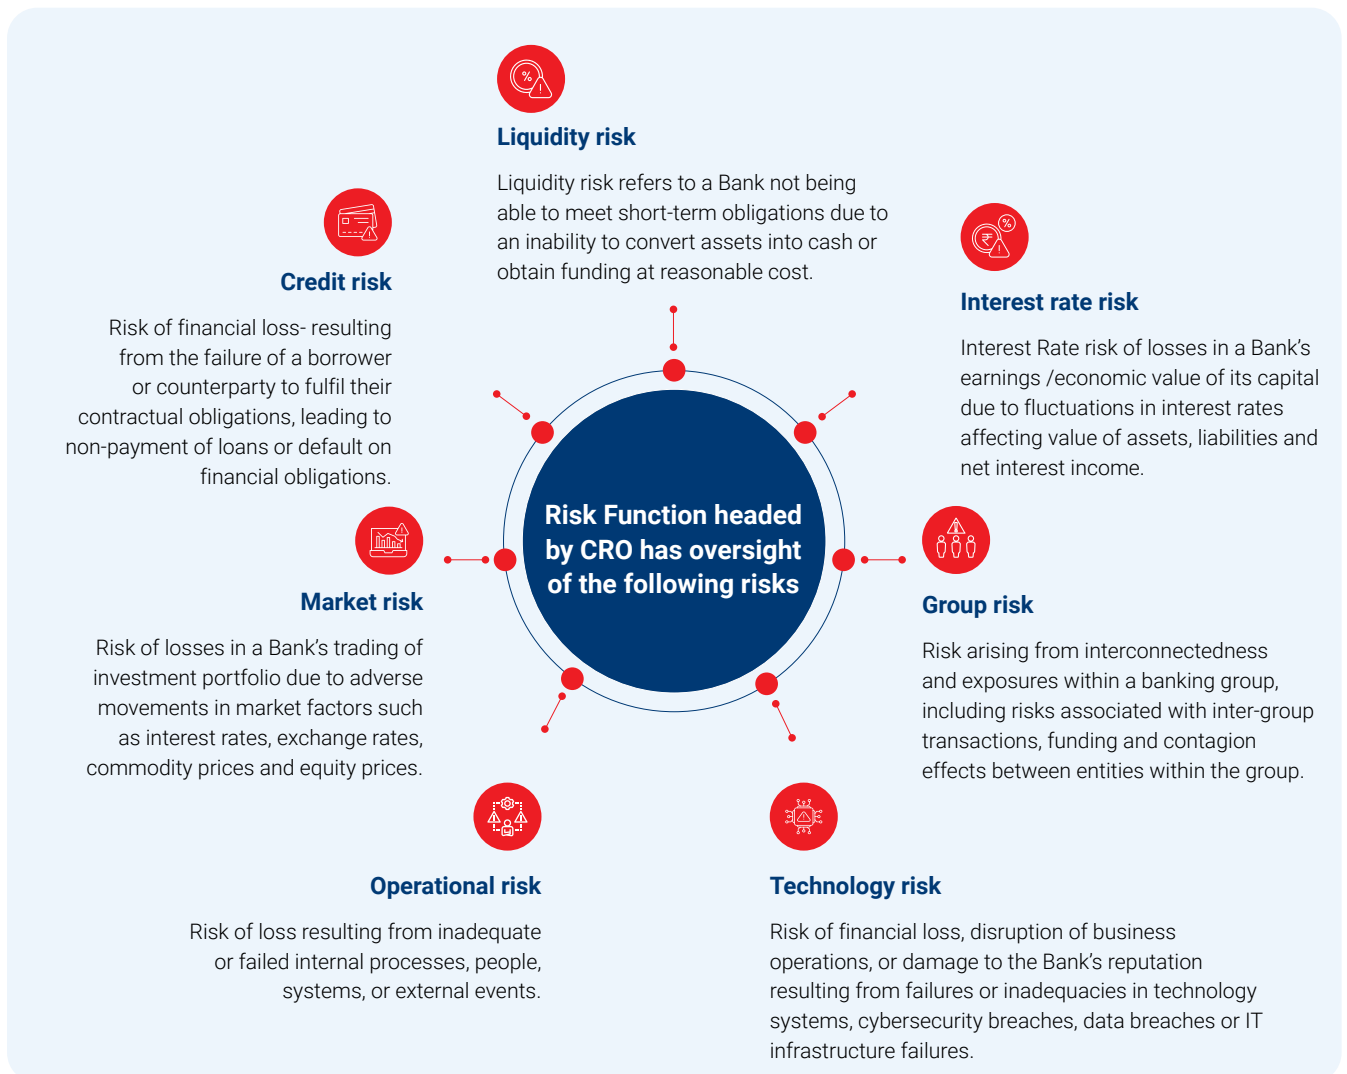 Liquidity risk
Liquidity risk refers to a Bank not being
able to meet short-term obligations due to
an inability to convert assets into cash or
obtain funding at reasonable cost.
Credit risk
Risk of financial loss- resulting
from the failure of a borrower
or counterparty to fulfil their
contractual obligations, leading to
non-payment of loans or default on
financial obligations.
Interest rate risk
Interest Rate risk of losses in a Bank’s
earnings /economic value of its capital
due to fluctuations in interest rates
affecting value of assets, liabilities and
net interest income.
Risk Function headed
by CRO has oversight
of the following risks
Market risk
Risk of losses in a Bank’s trading of
investment portfolio due to adverse
movements in market factors such
as interest rates, exchange rates,
commodity prices and equity prices.
Group risk
Risk arising from interconnectedness
and exposures within a banking group,
including risks associated with inter-group
transactions, funding and contagion
effects between entities within the group.
Operational risk
Risk of loss resulting from inadequate
or failed internal processes, people,
systems, or external events.
Technology risk
Risk of financial loss, disruption of business
operations, or damage to the Bank’s reputation
resulting from failures or inadequacies in technology
systems, cybersecurity breaches, data breaches or IT
infrastructure failures.